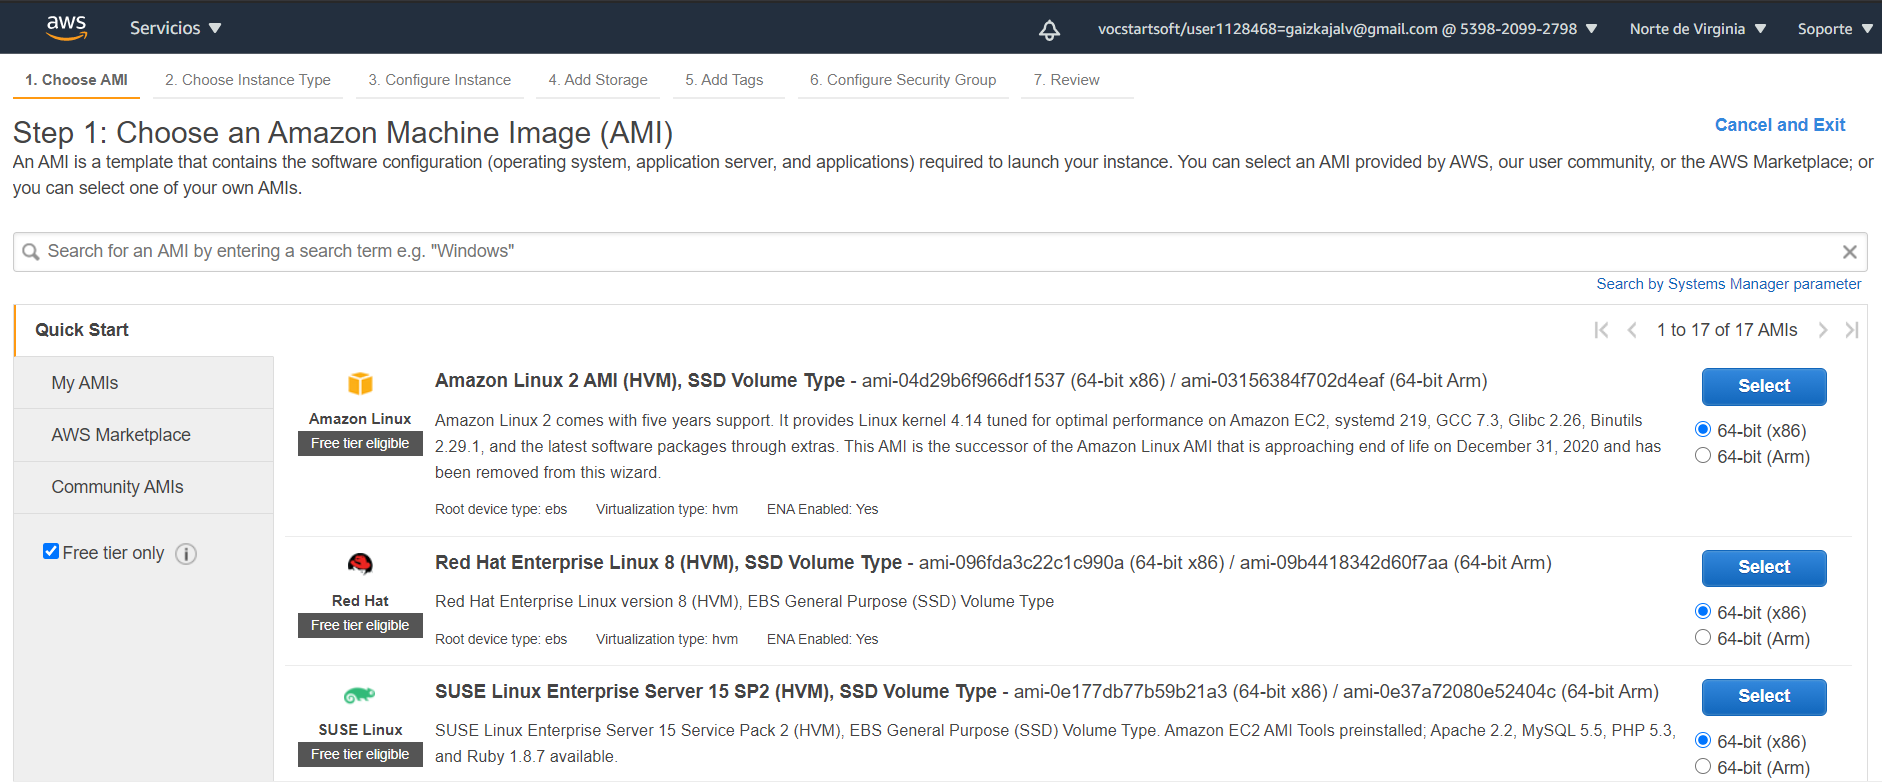 aws Servicios vocstartsoft/user1128468=gaizkajalv@gmail.com @ 5398-2099-2798 Norte de Virginia Soporte
1. Choose AMI 2. Choose Instance Type 3. Configure Instance 4. Add Storage 5. Add Tags 6. Configure Security Group 7. Review
Step 1: Choose an Amazon Machine Image (AMI)
Cancel and Exit
An AMI is a template that contains the software configuration (operating system, application server, and applications) required to launch your instance. You can select an AMI provided by AWS, our user community, or the AWS Marketplace; or
you can select one of your own AMIs.
Search for an AMI by entering a search term e.g. "Windows"
Search by Systems Manager parameter
Quick Start
1 to 17 of 17 AMIs
My AMIs
AWS Marketplace
Community AMIs
Free tier only
Amazon Linux
Free tier eligible
Amazon Linux 2 AMI (HVM), SSD Volume Type - ami-04d29b6f966df1537 (64-bit x86) / ami-03156384f702d4eaf (64-bit Arm)
Amazon Linux 2 comes with five years support. It provides Linux kernel 4.14 tuned for optimal performance on Amazon EC2, systemd 219, GCC 7.3, Glibc 2.26, Binutils
2.29.1, and the latest software packages through extras. This AMI is the successor of the Amazon Linux AMI that is approaching end of life on December 31, 2020 and has
been removed from this wizard.
Root device type: ebs Virtualization type: hvm ENA Enabled: Yes
Select
64-bit (x86)
64-bit (Arm)
Red Hat
Free tier eligible
Red Hat Enterprise Linux 8 (HVM), SSD Volume Type - ami-096fda3c22c1c990a (64-bit x86) / ami-09b4418342d60f7aa (64-bit Arm)
Red Hat Enterprise Linux version 8 (HVM), EBS General Purpose (SSD) Volume Type
Root device type: ebs Virtualization type: hvm ENA Enabled: Yes
Select
64-bit (x86)
64-bit (Arm)
SUSE Linux
Free tier eligible
SUSE Linux Enterprise Server 15 SP2 (HVM), SSD Volume Type - ami-0e177db77b59b21a3 (64-bit x86) / ami-0e37a72080e52404c (64-bit Arm)
SUSE Linux Enterprise Server 15 Service Pack 2 (HVM), EBS General Purpose (SSD) Volume Type. Amazon EC2 AMI Tools preinstalled; Apache 2.2, MySQL 5.5, PHP 5.3,
and Ruby 1.8.7 available.
Select
64-bit (x86)
64-bit (Arm)